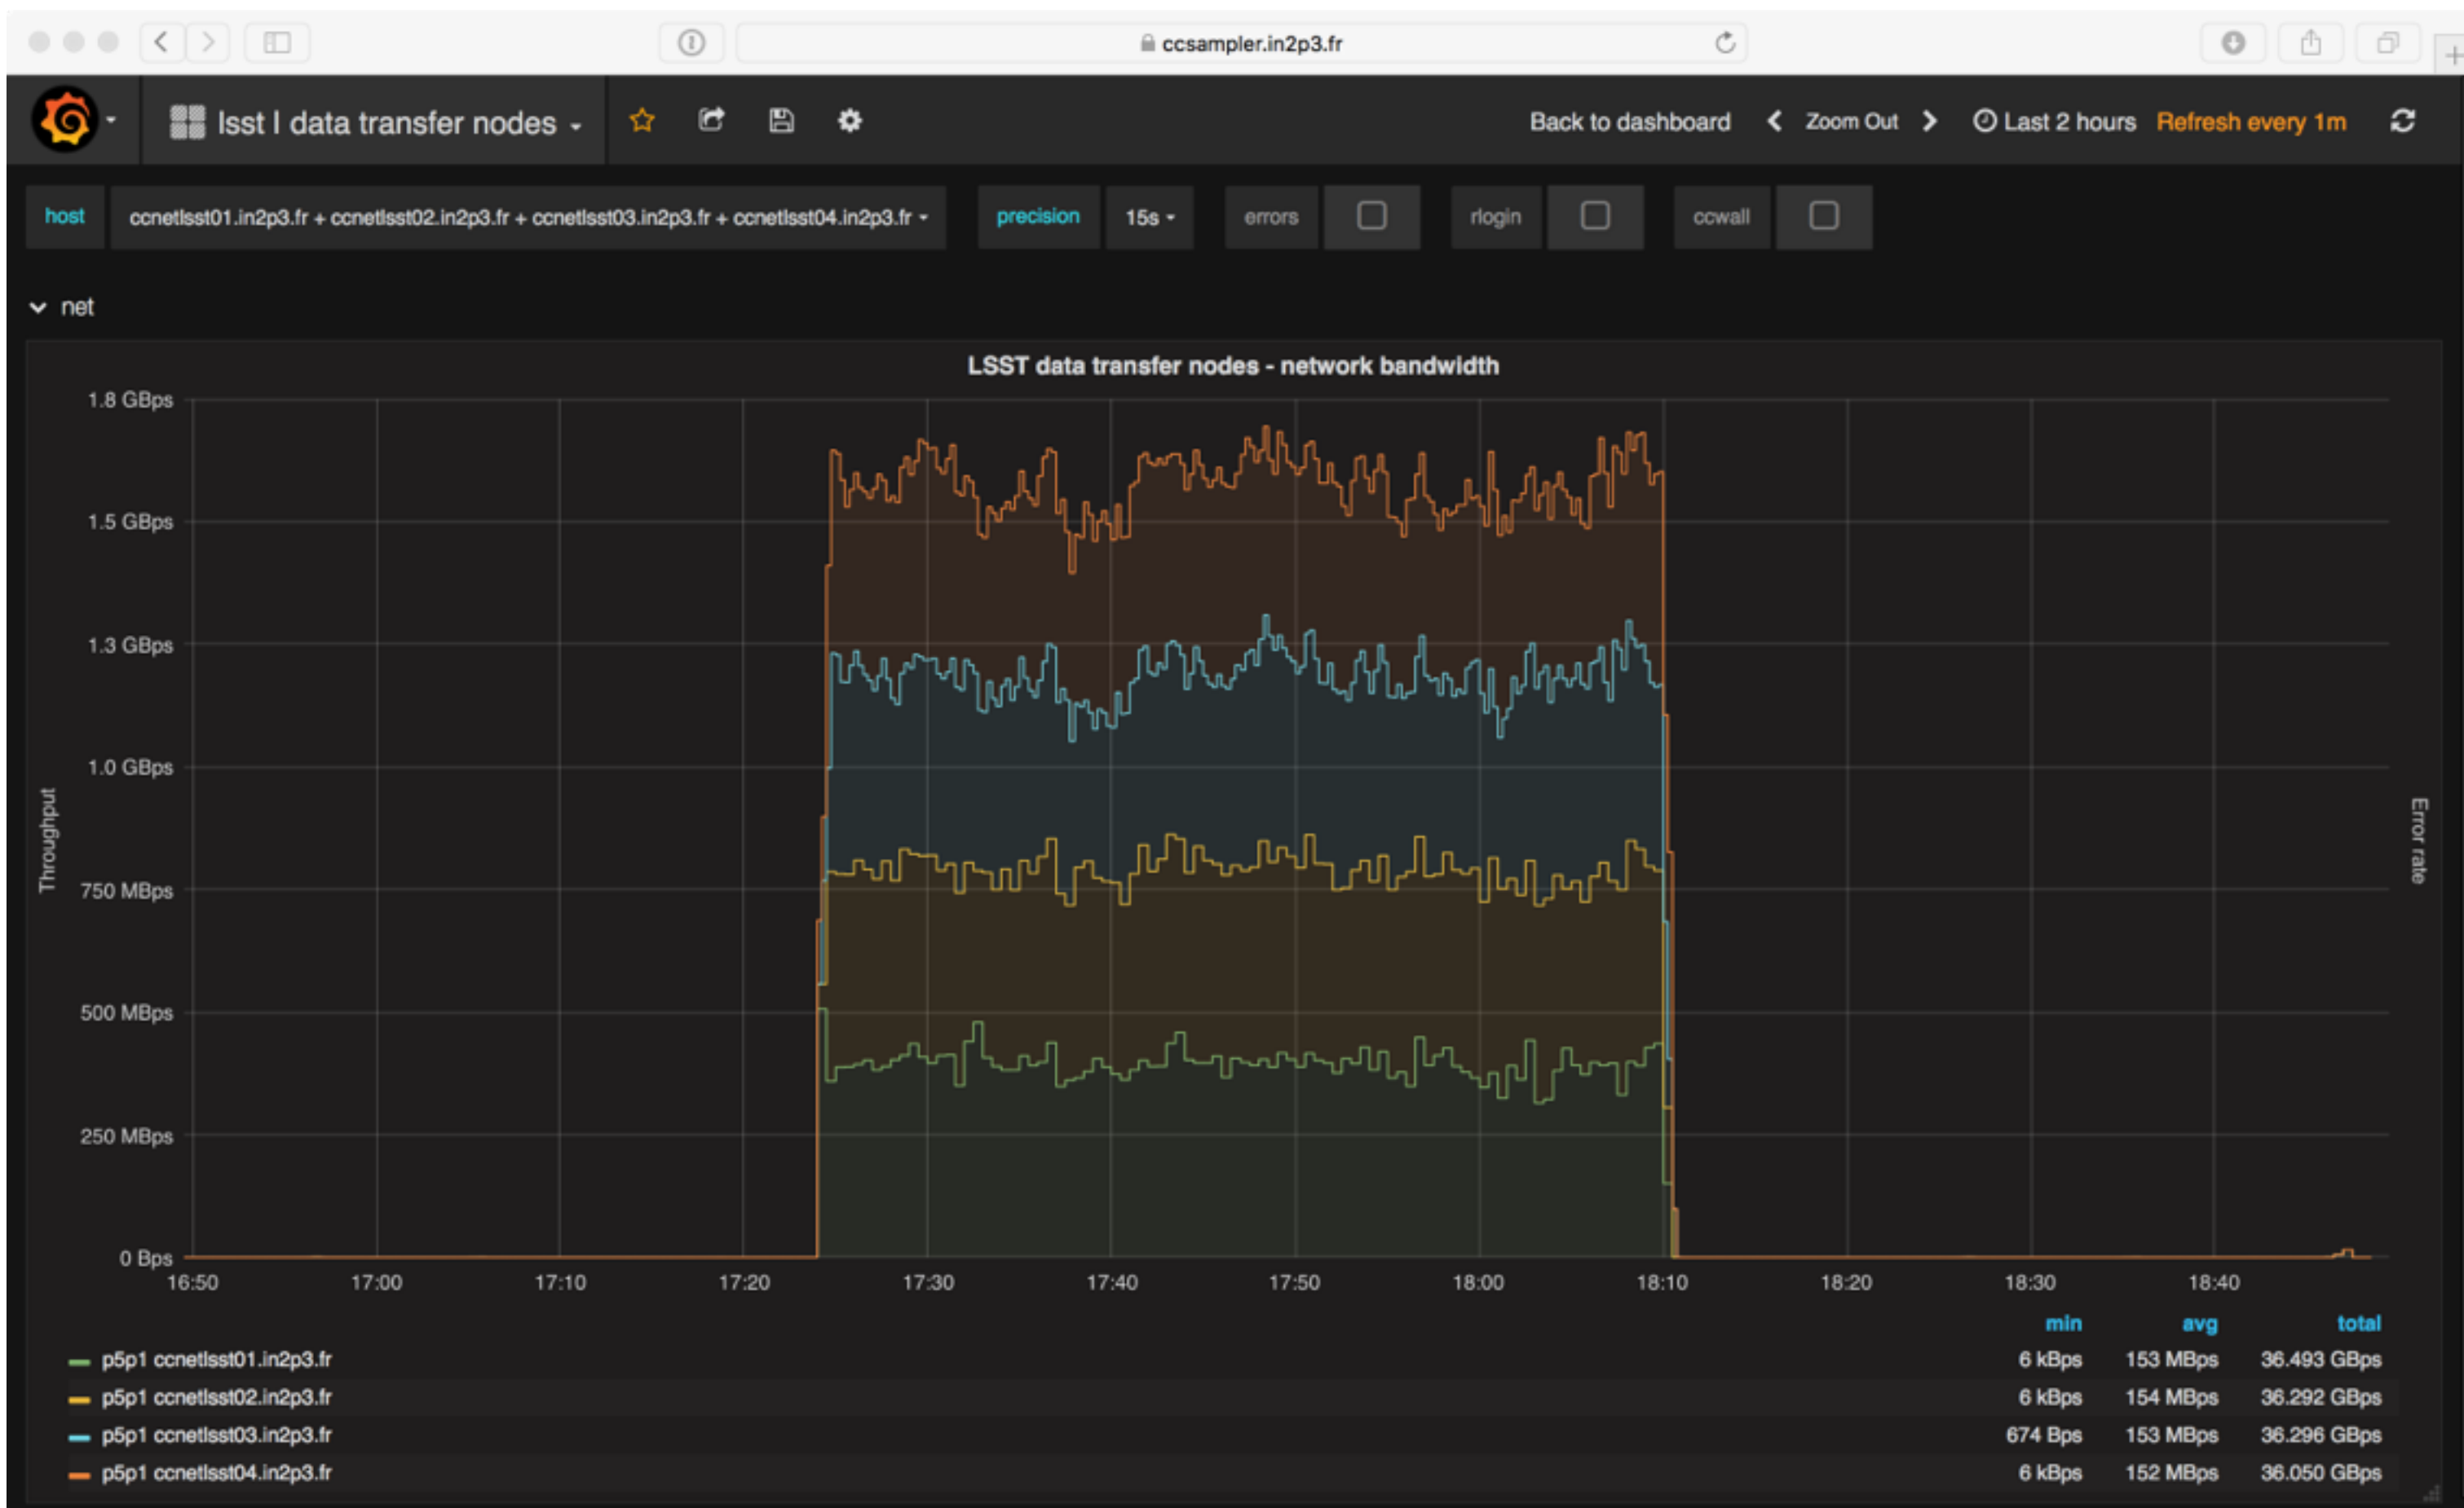 ccsampler.in2p3.fr
lsst I data transfer nodes
Back to dashboard Zoom Out Last 2 hours Refresh every 1m
host ccnetlsst01.in2p3.fr + ccnetlsst02.in2p3.fr + ccnetlsst03.in2p3.fr + ccnetlsst04.in2p3.fr precision 15s errors rlogin ccwall
net
LSST data transfer nodes - network bandwidth
1.8 GBps
1.5 GBps
1.3 GBps
1.0 GBps
750 MBps
500 MBps
250 MBps
0 Bps
Throughput
Error rate
16:50 17:00 17:10 17:20 17:30 17:40 17:50 18:00 18:10 18:20 18:30 18:40
min avg total
p5p1 ccnetlsst01.in2p3.fr 6 kBps 153 MBps 36.493 GBps
p5p1 ccnetlsst02.in2p3.fr 6 kBps 154 MBps 36.292 GBps
p5p1 ccnetlsst03.in2p3.fr 674 Bps 153 MBps 36.296 GBps
p5p1 ccnetlsst04.in2p3.fr 6 kBps 152 MBps 36.050 GBps